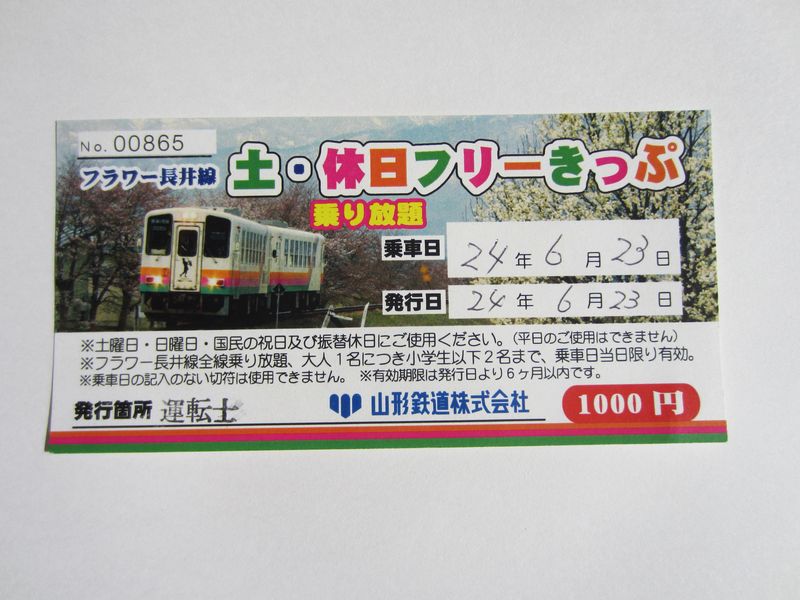 No. 00865
フラワー長井線 土・休日フリーきっぷ
乗り放題
乗車日 24年6月23日
発行日 24年6月23日
※土曜日・日曜日・国民の祝日及び振替休日にご使用ください。（平日のご使用はできません）
※フラワー長井線全線乗り放題、大人1名につき小学生以下2名まで、乗車日当日限り有効。
※乗車日の記入のない切符は使用できません。 ※有効期限は発行日より6ヶ月以内です。
発行箇所 運転士 山形鉄道株式会社 1000円